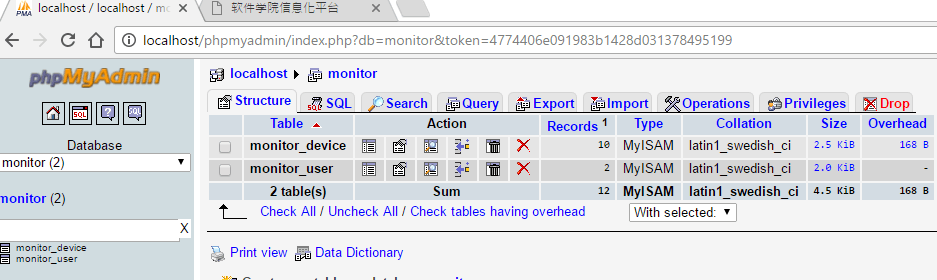 PMA localhost / localhost / mo 软件学院信息化平台
localhost/phpmyadmin/index.php?db=monitor&token=4774406e091983b1428d031378495199
phpMyAdmin
SQL
Database
monitor (2)
monitor (2)
X
monitor_device
monitor_user
localhost monitor
Structure SQL Search Query Export Import Operations Privileges Drop
Table Action Records 1 Type Collation Size Overhead
monitor_device 10 MyISAM latin1_swedish_ci 2.5 KiB 168 B
monitor_user 2 MyISAM latin1_swedish_ci 2.0 KiB -
2 table(s) Sum 12 MyISAM latin1_swedish_ci 4.5 KiB 168 B
Check All / Uncheck All / Check tables having overhead With selected:
Print view Data Dictionary